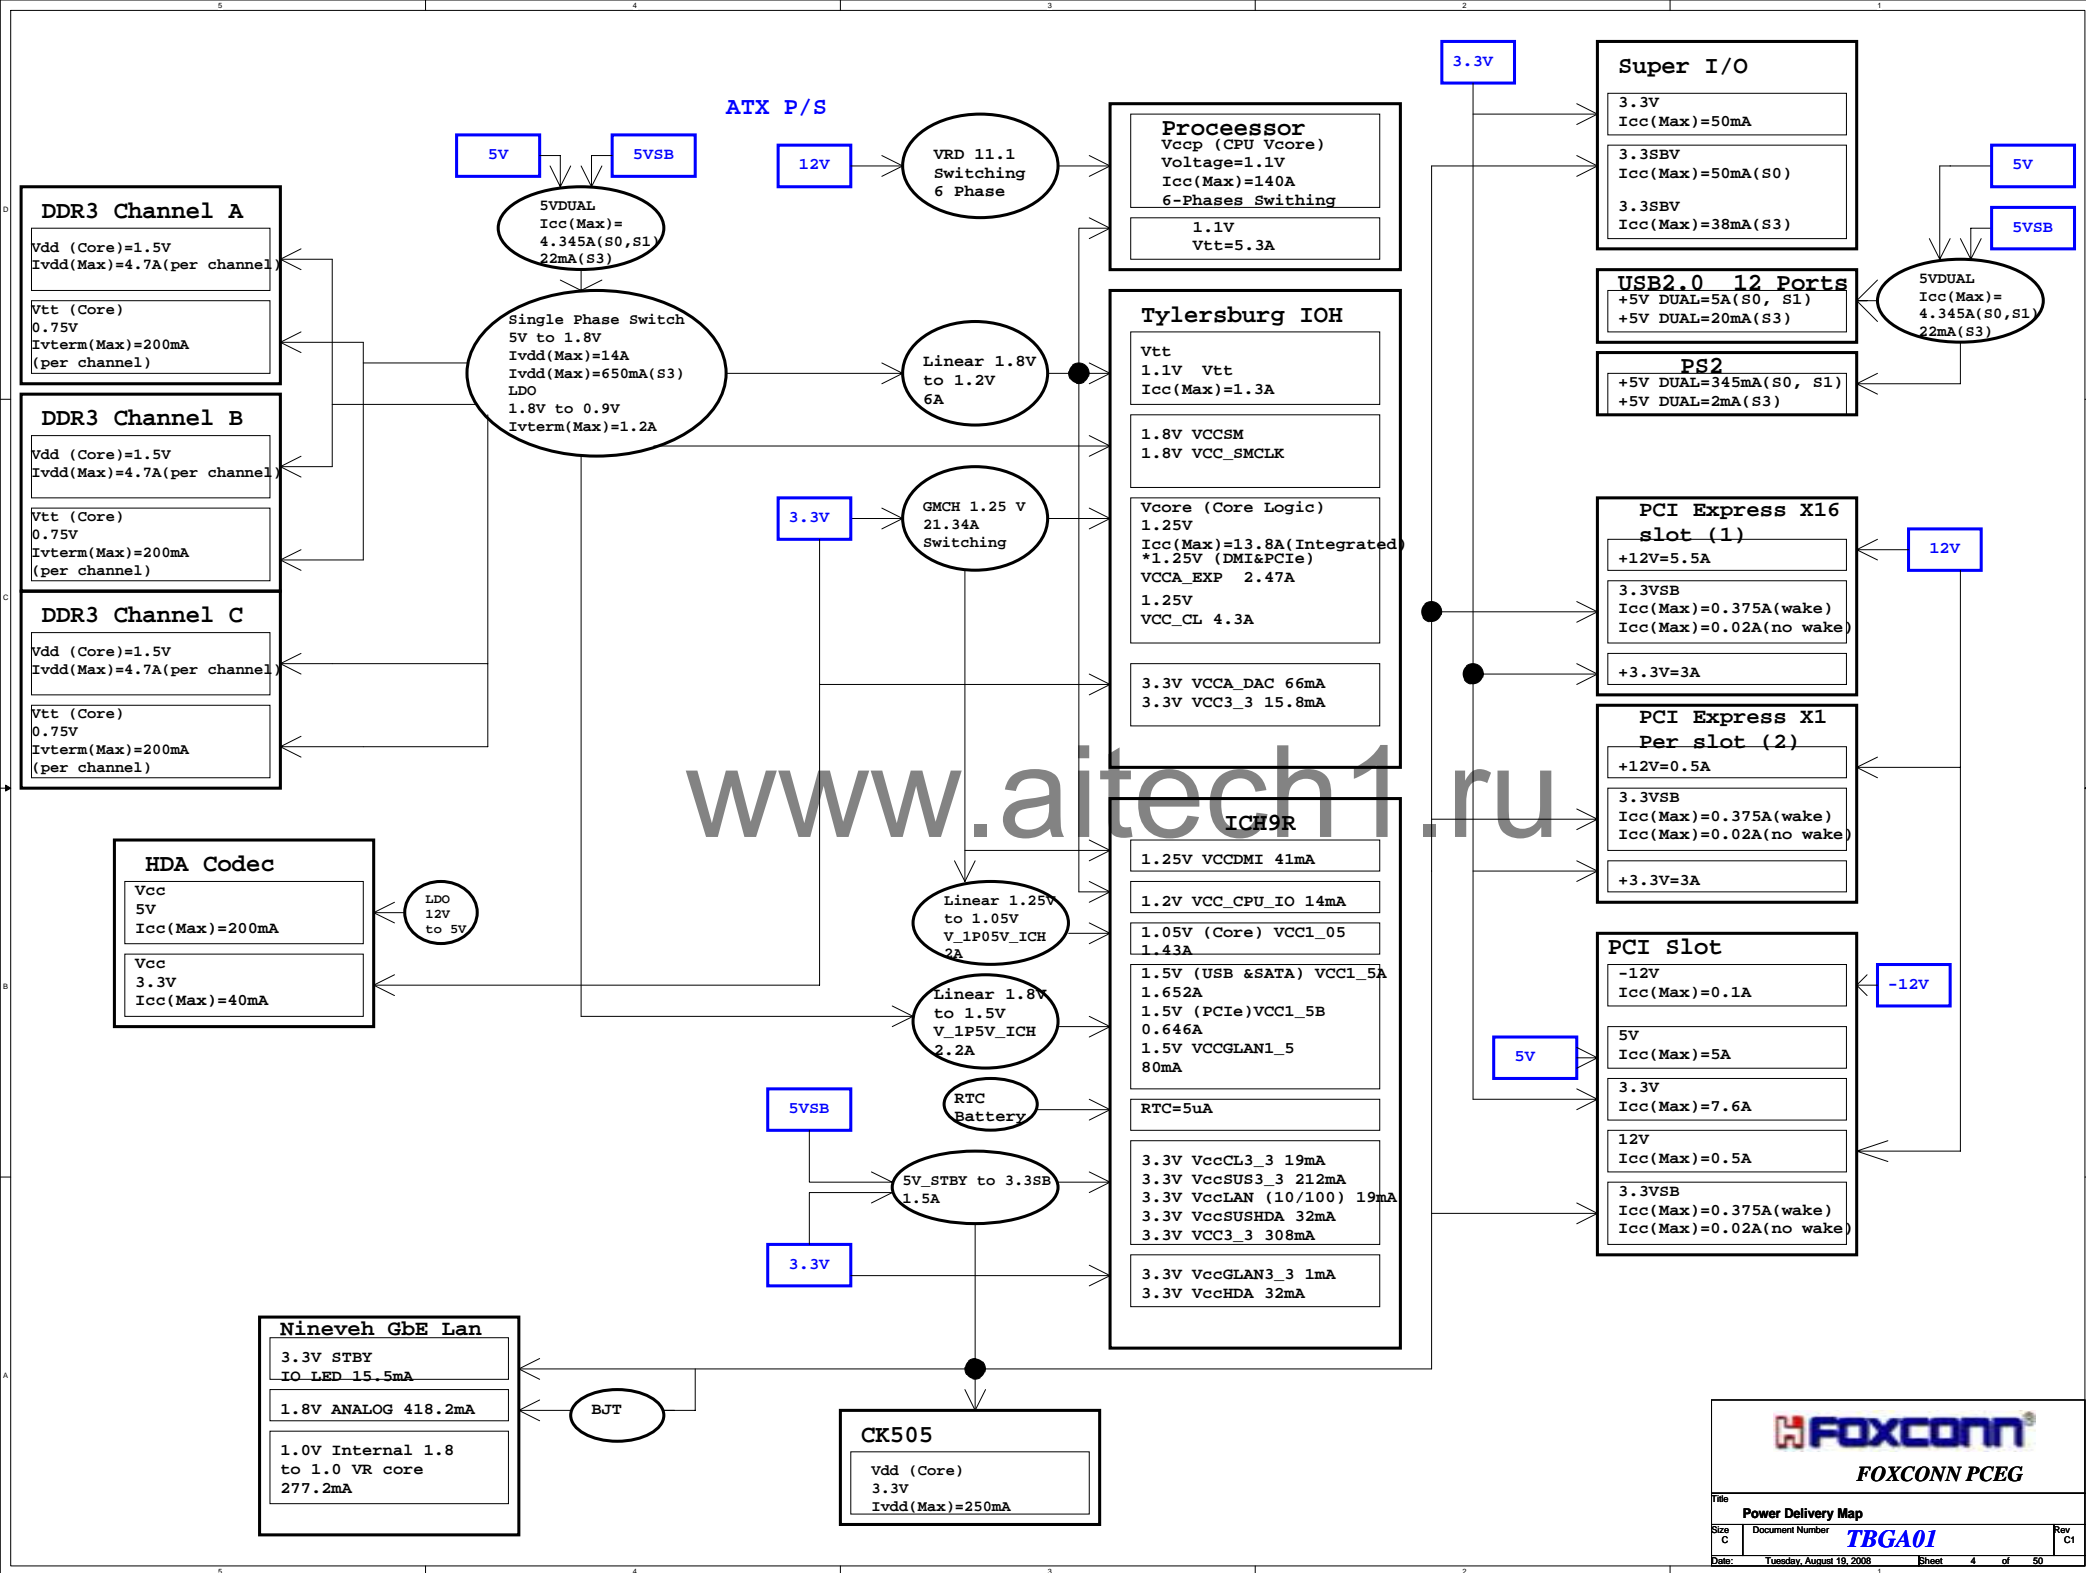 5
4
3
2
1
ATX P/S
DDR3 Channel A
Vdd (Core)=1.5V
Ivdd(Max)=4.7A(per channel)
Vtt (Core)
0.75V
Ivterm(Max)=200mA
(per channel)
DDR3 Channel B
Vdd (Core)=1.5V
Ivdd(Max)=4.7A(per channel)
Vtt (Core)
0.75V
Ivterm(Max)=200mA
(per channel)
DDR3 Channel C
Vdd (Core)=1.5V
Ivdd(Max)=4.7A(per channel)
Vtt (Core)
0.75V
Ivterm(Max)=200mA
(per channel)
HDA Codec
Vcc
5V
Icc(Max)=200mA
Vcc
3.3V
Icc(Max)=40mA
LDO
12V
to 5V
5V
5VSB
5VDUAL
Icc(Max)=
4.345A(S0,S1)
22mA(S3)
Single Phase Switch
5V to 1.8V
Ivdd(Max)=14A
Ivdd(Max)=650mA(S3)
LDO
1.8V to 0.9V
Ivterm(Max)=1.2A
12V
VRD 11.1
Switching
6 Phase
Linear 1.8V
to 1.2V
6A
3.3V
GMCH 1.25 V
21.34A
Switching
Linear 1.25V
to 1.05V
V_1P05V_ICH
2A
Linear 1.8V
to 1.5V
V_1P5V_ICH
2.2A
RTC
Battery
5VSB
5V_STBY to 3.3SB
1.5A
3.3V
Proceessor
Vccp (CPU Vcore)
Voltage=1.1V
Icc(Max)=140A
6-Phases Swithing
1.1V
Vtt=5.3A
Tylersburg IOH
Vtt
1.1V  Vtt
Icc(Max)=1.3A
1.8V VCCSM
1.8V VCC_SMCLK
Vcore (Core Logic)
1.25V
Icc(Max)=13.8A(Integrated)
*1.25V (DMI&PCIe)
VCCA_EXP  2.47A
1.25V
VCC_CL 4.3A
3.3V VCCA_DAC 66mA
3.3V VCC3_3 15.8mA
www.aitech1.ru
ICH9R
1.25V VCCDMI 41mA
1.2V VCC_CPU_IO 14mA
1.05V (Core) VCC1_05
1.43A
1.5V (USB &SATA) VCC1_5A
1.652A
1.5V (PCIe)VCC1_5B
0.646A
1.5V VCCGLAN1_5
80mA
RTC=5uA
3.3V VccCL3_3 19mA
3.3V VccSUS3_3 212mA
3.3V VccLAN (10/100) 19mA
3.3V VccSUSHDA 32mA
3.3V VCC3_3 308mA
3.3V VccGLAN3_3 1mA
3.3V VccHDA 32mA
Nineveh GbE Lan
3.3V STBY
IO LED 15.5mA
1.8V ANALOG 418.2mA
1.0V Internal 1.8
to 1.0 VR core
277.2mA
BJT
CK505
Vdd (Core)
3.3V
Ivdd(Max)=250mA
3.3V
Super I/O
3.3V
Icc(Max)=50mA
3.3SBV
Icc(Max)=50mA(S0)
3.3SBV
Icc(Max)=38mA(S3)
USB2.0  12 Ports
+5V DUAL=5A(S0, S1)
+5V DUAL=20mA(S3)
PS2
+5V DUAL=345mA(S0, S1)
+5V DUAL=2mA(S3)
5V
5VSB
5VDUAL
Icc(Max)=
4.345A(S0,S1)
22mA(S3)
PCI Express X16
slot (1)
+12V=5.5A
3.3VSB
Icc(Max)=0.375A(wake)
Icc(Max)=0.02A(no wake)
+3.3V=3A
12V
PCI Express X1
Per slot (2)
+12V=0.5A
3.3VSB
Icc(Max)=0.375A(wake)
Icc(Max)=0.02A(no wake)
+3.3V=3A
PCI Slot
-12V
Icc(Max)=0.1A
5V
Icc(Max)=5A
3.3V
Icc(Max)=7.6A
12V
Icc(Max)=0.5A
3.3VSB
Icc(Max)=0.375A(wake)
Icc(Max)=0.02A(no wake)
-12V
5V
D
C
B
A
FOXCONN®
FOXCONN PCEG
Title
Power Delivery Map
Size
C
Document Number
TBGA01
Rev
C1
Date: Tuesday, August 19, 2008 Sheet 4 of 50
5
4
3
2
1